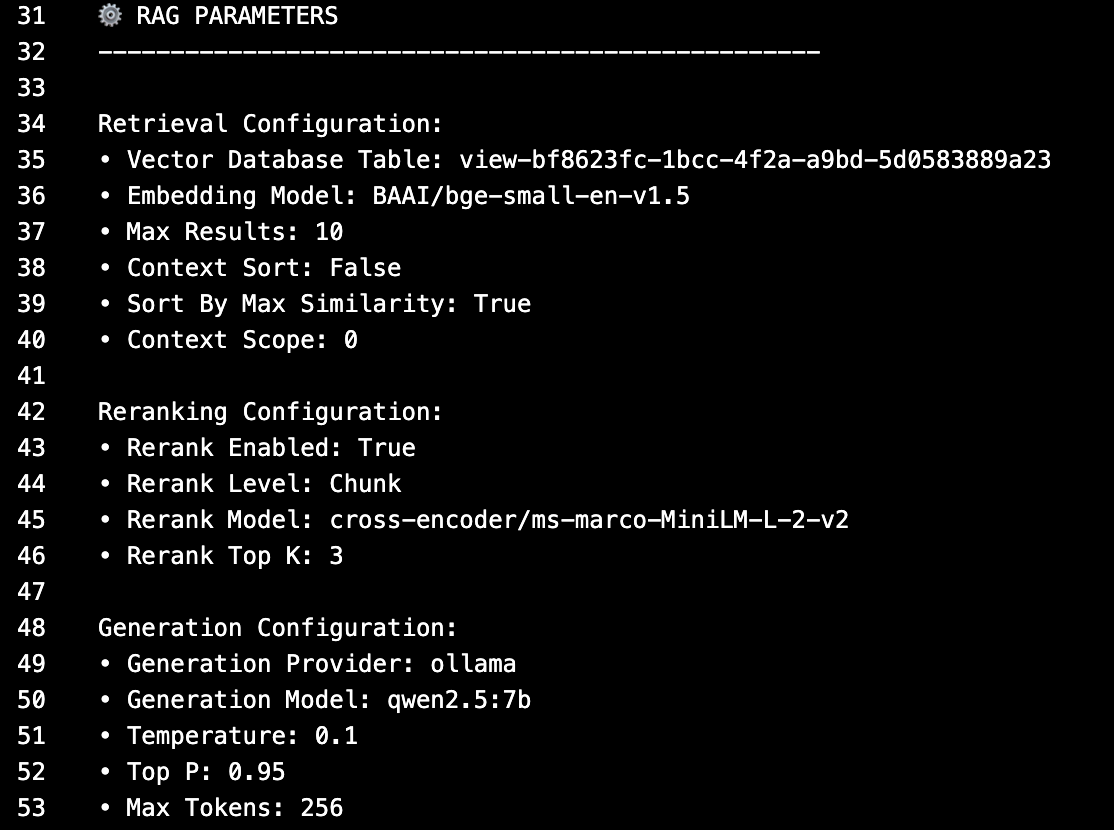 31 ⚙️ RAG PARAMETERS
32 --------------------------------------------------
33
34 Retrieval Configuration:
35 • Vector Database Table: view-bf8623fc-1bcc-4f2a-a9bd-5d0583889a23
36 • Embedding Model: BAAI/bge-small-en-v1.5
37 • Max Results: 10
38 • Context Sort: False
39 • Sort By Max Similarity: True
40 • Context Scope: 0
41
42 Reranking Configuration:
43 • Rerank Enabled: True
44 • Rerank Level: Chunk
45 • Rerank Model: cross-encoder/ms-marco-MiniLM-L-2-v2
46 • Rerank Top K: 3
47
48 Generation Configuration:
49 • Generation Provider: ollama
50 • Generation Model: qwen2.5:7b
51 • Temperature: 0.1
52 • Top P: 0.95
53 • Max Tokens: 256